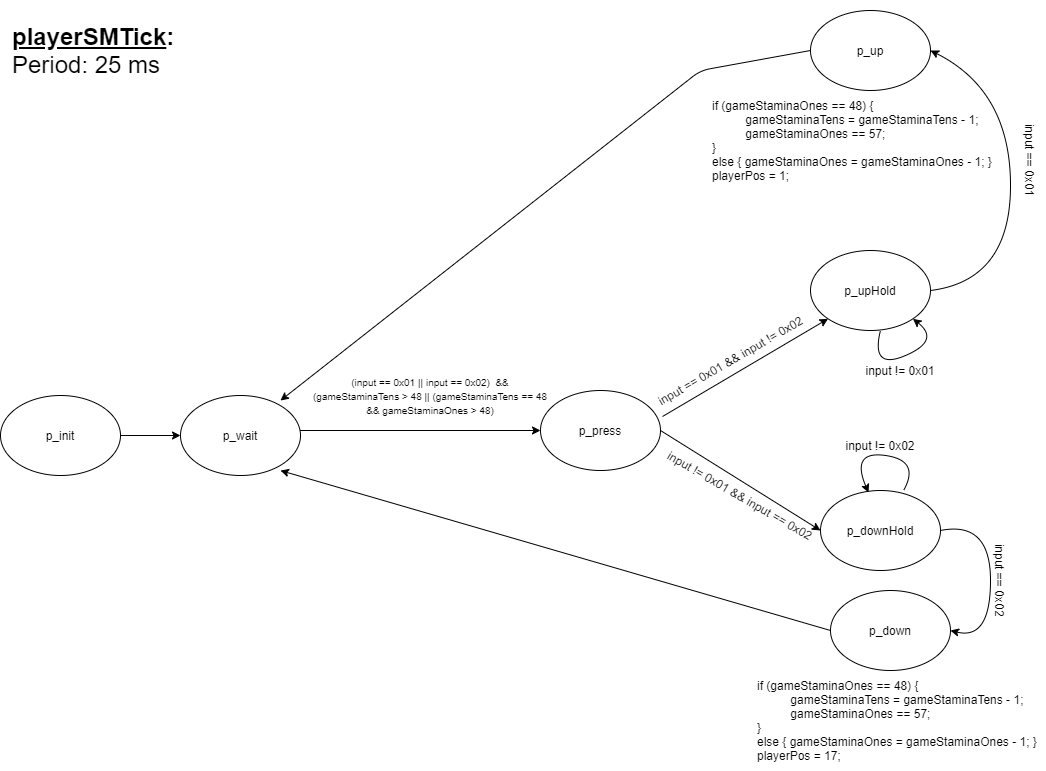 playerSMTick:
Period: 25 ms
p_up
if (gameStaminaOnes == 48) {
gameStaminaTens = gameStaminaTens - 1;
gameStaminaOnes == 57;
}
else { gameStaminaOnes = gameStaminaOnes - 1; }
playerPos = 1;
input == 0x01
p_upHold
input != 0x01
input == 0x01 && input != 0x02
(input == 0x01 || input == 0x02) &&
(gameStaminaTens > 48 || (gameStaminaTens == 48
&& gameStaminaOnes > 48)
p_init
p_wait
p_press
input != 0x01 && input == 0x02
input != 0x02
p_downHold
input == 0x02
p_down
if (gameStaminaOnes == 48) {
gameStaminaTens = gameStaminaTens - 1;
gameStaminaOnes == 57;
}
else { gameStaminaOnes = gameStaminaOnes - 1; }
playerPos = 17;